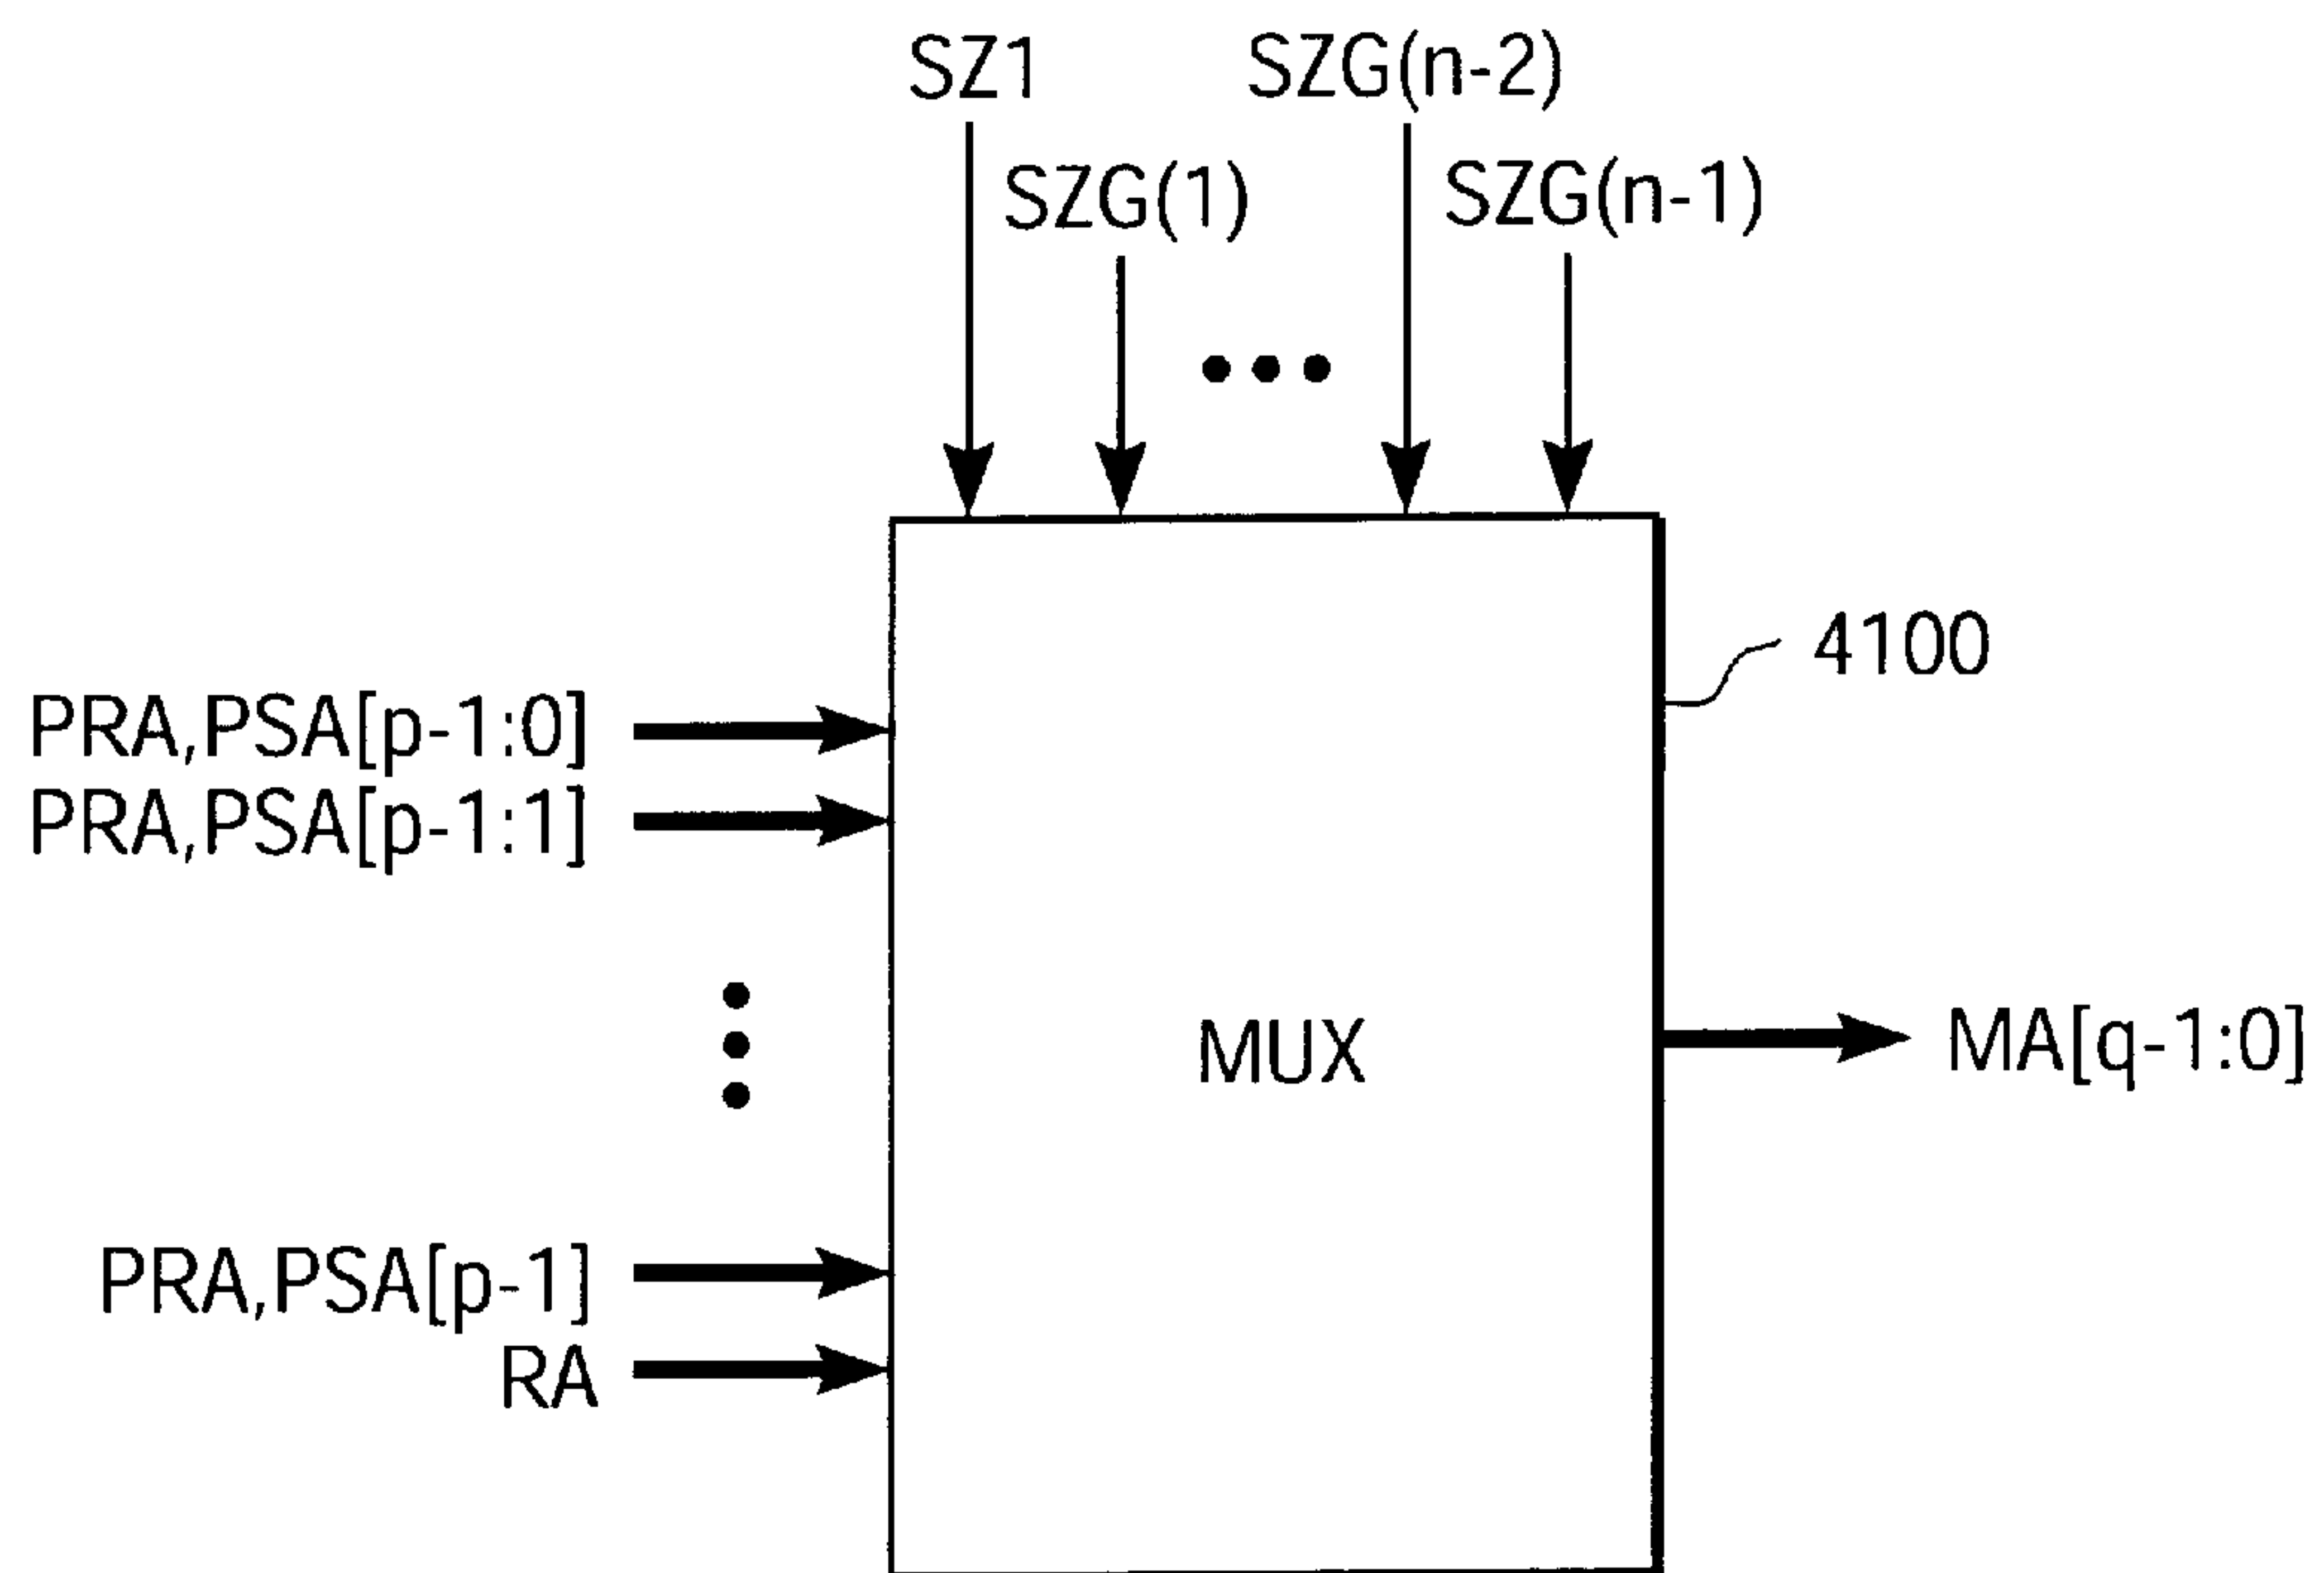 SZ1
SZG(n-2)
SZG(1)
SZG(n-1)
4100
PRA,PSA[p-1:0]
PRA,PSA[p-1:1]
MUX
MA[q-1:0]
PRA,PSA[p-1]
RA